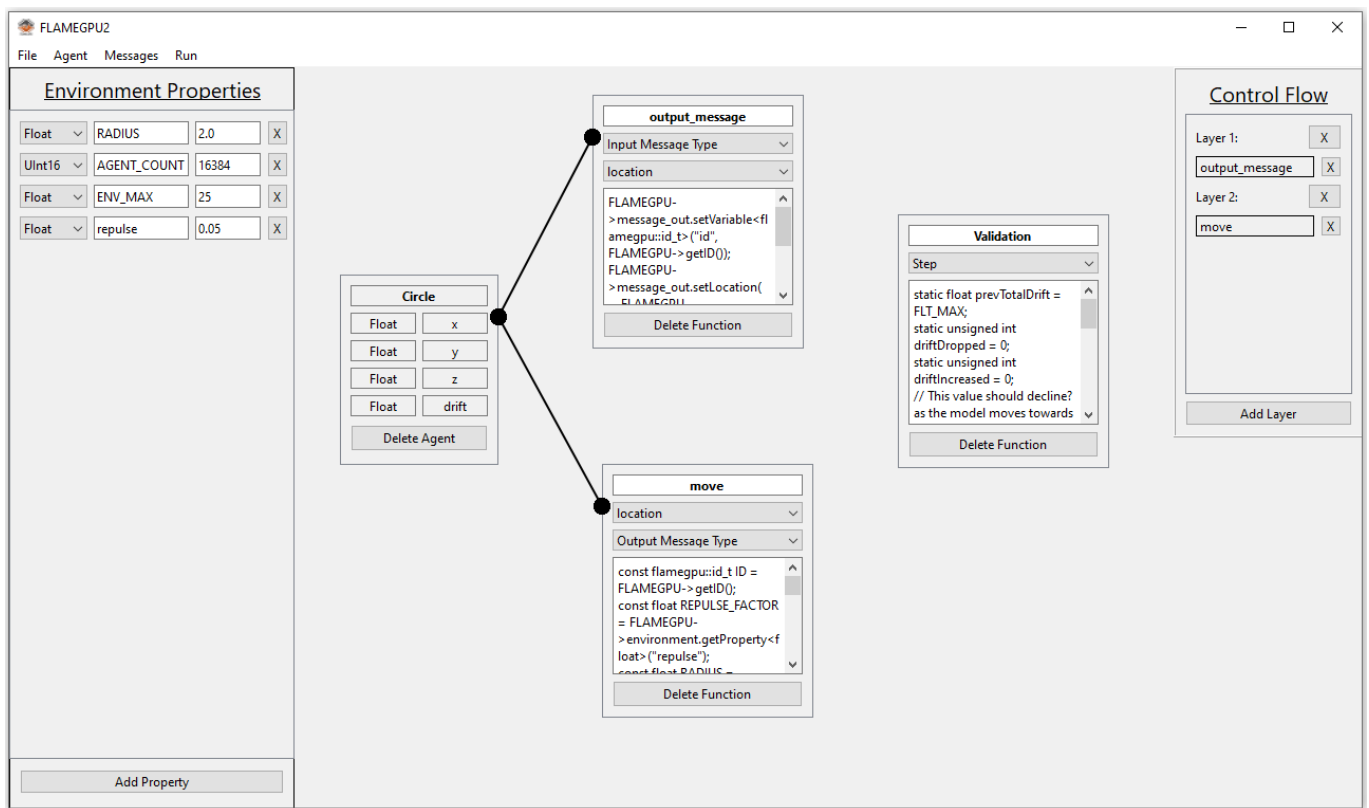 FLAMEGPU2
File Agent Messages Run
Environment Properties
Float RADIUS 2.0 X
UInt16 AGENT_COUNT 16384 X
Float ENV_MAX 25 X
Float repulse 0.05 X
Add Property
Circle
Float x
Float y
Float z
Float drift
Delete Agent
output_message
Input Message Type
location
FLAMEGPU-
>message_out.setVariable<fl
amegpu::id_t>("id",
FLAMEGPU->getID());
FLAMEGPU-
>message_out.setLocation(
FLAMEGPU
Delete Function
move
location
Output Message Type
const flamegpu::id_t ID =
FLAMEGPU->getID();
const float REPULSE_FACTOR
= FLAMEGPU-
>environment.getProperty<f
loat>("repulse");
const float RADIUS =
Delete Function
Validation
Step
static float prevTotalDrift =
FLT_MAX;
static unsigned int
driftDropped = 0;
static unsigned int
driftIncreased = 0;
// This value should decline?
as the model moves towards
Delete Function
Control Flow
Layer 1: X
output_message X
Layer 2: X
move X
Add Layer